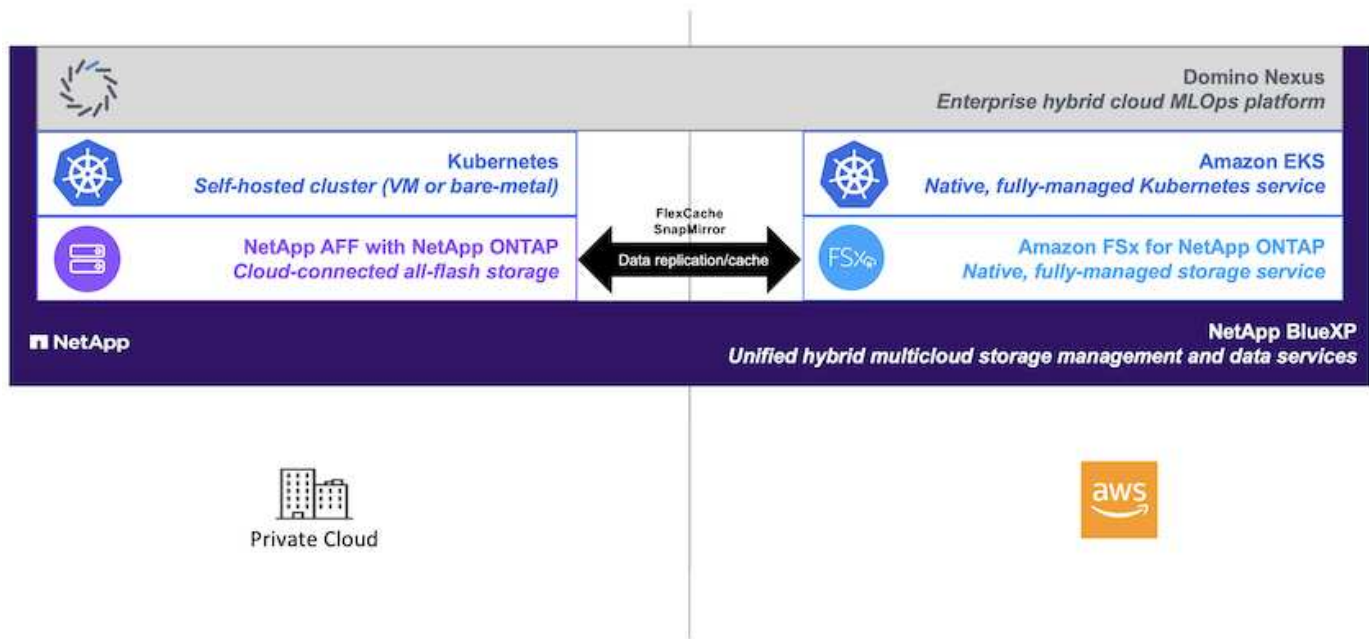 Domino Nexus
Enterprise hybrid cloud MLOps platform
Kubernetes
Self-hosted cluster (VM or bare-metal)
Amazon EKS
Native, fully-managed Kubernetes service
FlexCache
SnapMirror
Data replication/cache
NetApp AFF with NetApp ONTAP
Cloud-connected all-flash storage
FSx
Amazon FSx for NetApp ONTAP
Native, fully-managed storage service
NetApp
NetApp BlueXP
Unified hybrid multicloud storage management and data services
Private Cloud
aws